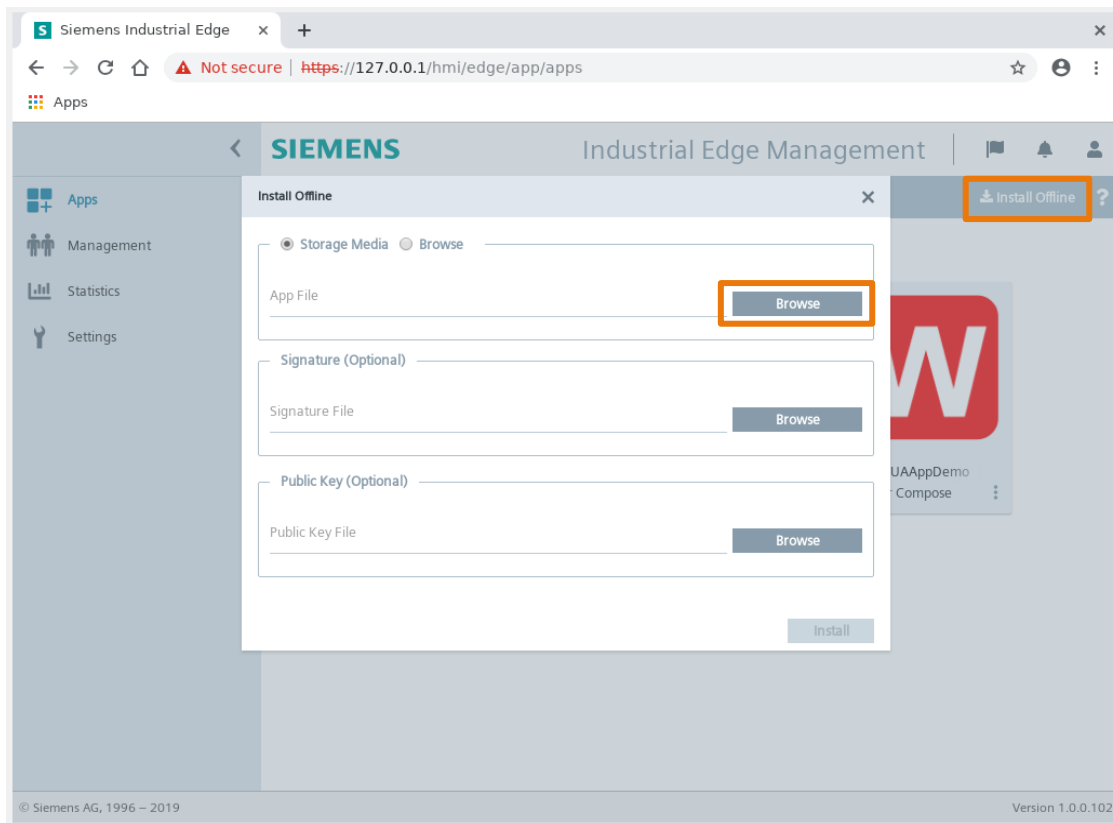 S Siemens Industrial Edge
Not secure | https://127.0.0.1/hmi/edge/app/apps
Apps
SIEMENS Industrial Edge Management
Apps
Install Offline
Install Offline ?
Management
Storage Media Browse
Statistics
App File Browse
Settings
Signature (Optional)
Signature File Browse
W
UAAppDemo
Compose
Public Key (Optional)
Public Key File Browse
Install
© Siemens AG, 1996 – 2019
Version 1.0.0.102